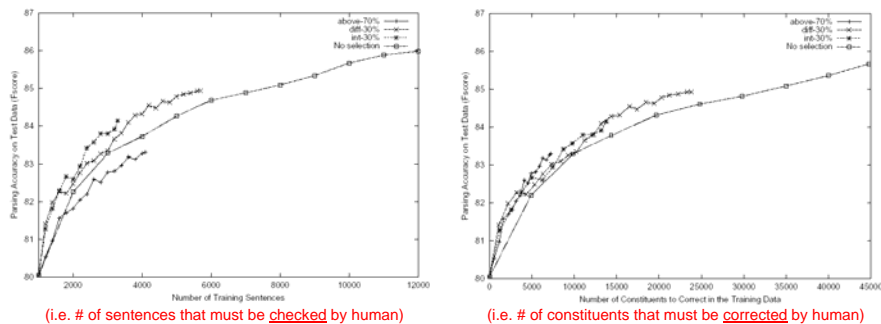 above-70%
diff-30%
int-30%
No selection
86
85
84
83
82
81
80
Parsing Accuracy on Test Data (Fscore)
2000 4000 6000 8000 10000 12000
Number of Training Sentences
(i.e. # of sentences that must be checked by human)
above-70%
diff-30%
int-30%
No selection
86
85
84
83
82
81
80
Parsing Accuracy on Test Data (Fscore)
0 5000 10000 15000 20000 25000 30000 35000 40000 45000
Number of Constituents to Correct in the Training Data
(i.e. # of constituents that must be corrected by human)